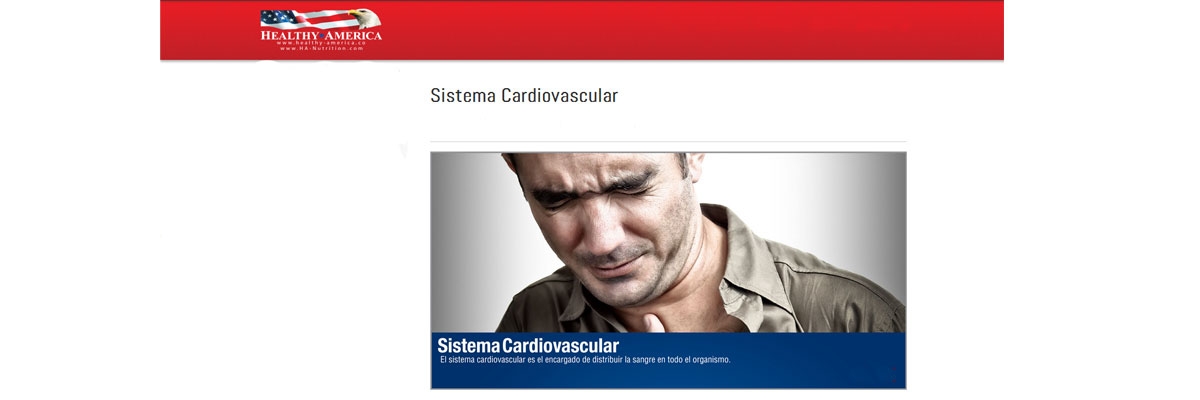 HEALTHY AMERICA
www.healthy-america.co
www.HA-Nutrition.com
Sistema Cardiovascular
Sistema Cardiovascular
El sistema cardiovascular es el encargado de distribuir la sangre en todo el organismo.